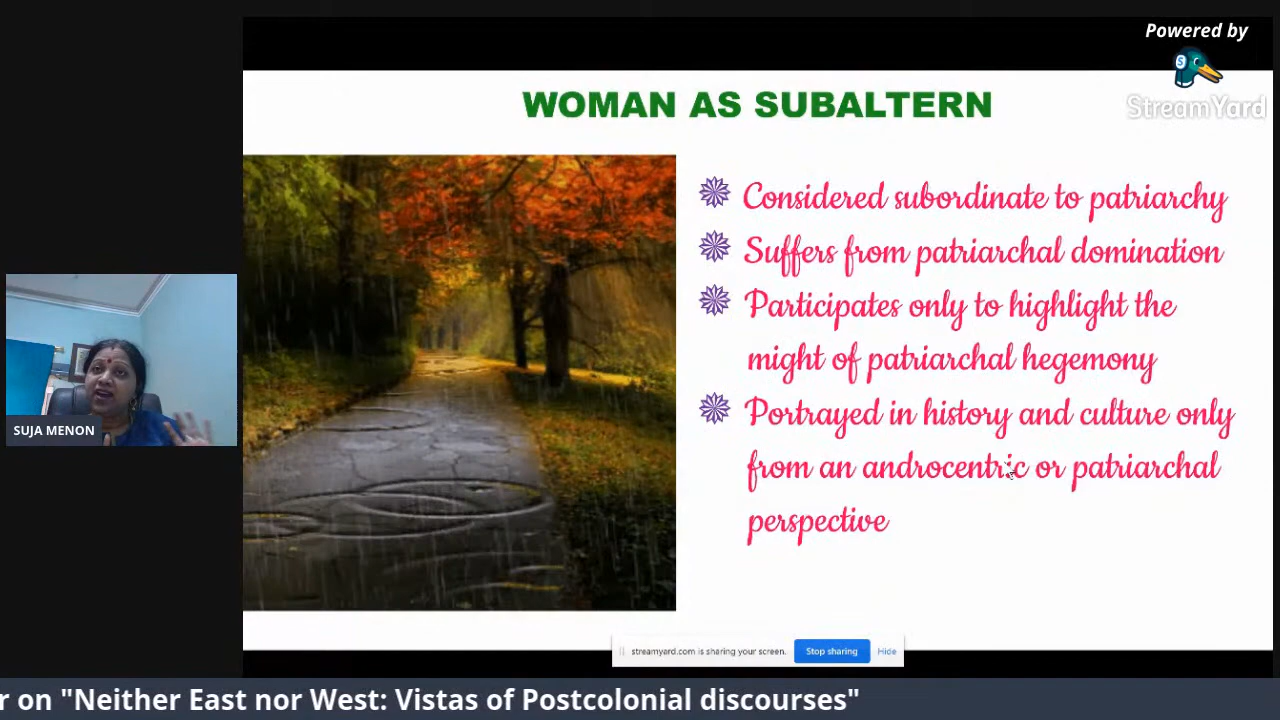 Powered by
StreamYard
WOMAN AS SUBALTERN
Considered subordinate to patriarchy
Suffers from patriarchal domination
Participates only to highlight the
might of patriarchal hegemony
Portrayed in history and culture only
from an androcentric or patriarchal
perspective
SUJA MENON
streamyard.com is sharing your screen.
Stop sharing
Hide
r on "Neither East nor West: Vistas of Postcolonial discourses"